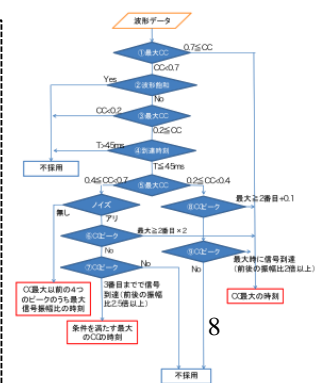 波形データ
①最大CC
0.7≦CC
CC<0.7
Yes
②波形飽和
No
CC<0.2
③最大CC
0.2≦CC
T>45ms
④到達時刻
不採用
T≦45ms
0.4≦CC<0.7
⑤最大CC
0.2≦CC<0.4
ノイズ
⑧CCピーク
最大≧2番目+0.1
無し
アリ
⑥CCピーク
最大≧2番目×2
No
⑨CCピーク
⑦CCピーク
No
No
最大時に信号到達
(前後の振幅比2倍以上)
CC最大以前の4つ
のピークのうち最大
信号振幅比の時刻
3番目までで信号
到達(前後の振幅
比2.5倍以上)
CC最大の時刻
条件を満たす最大
のCCの時刻
8
不採用